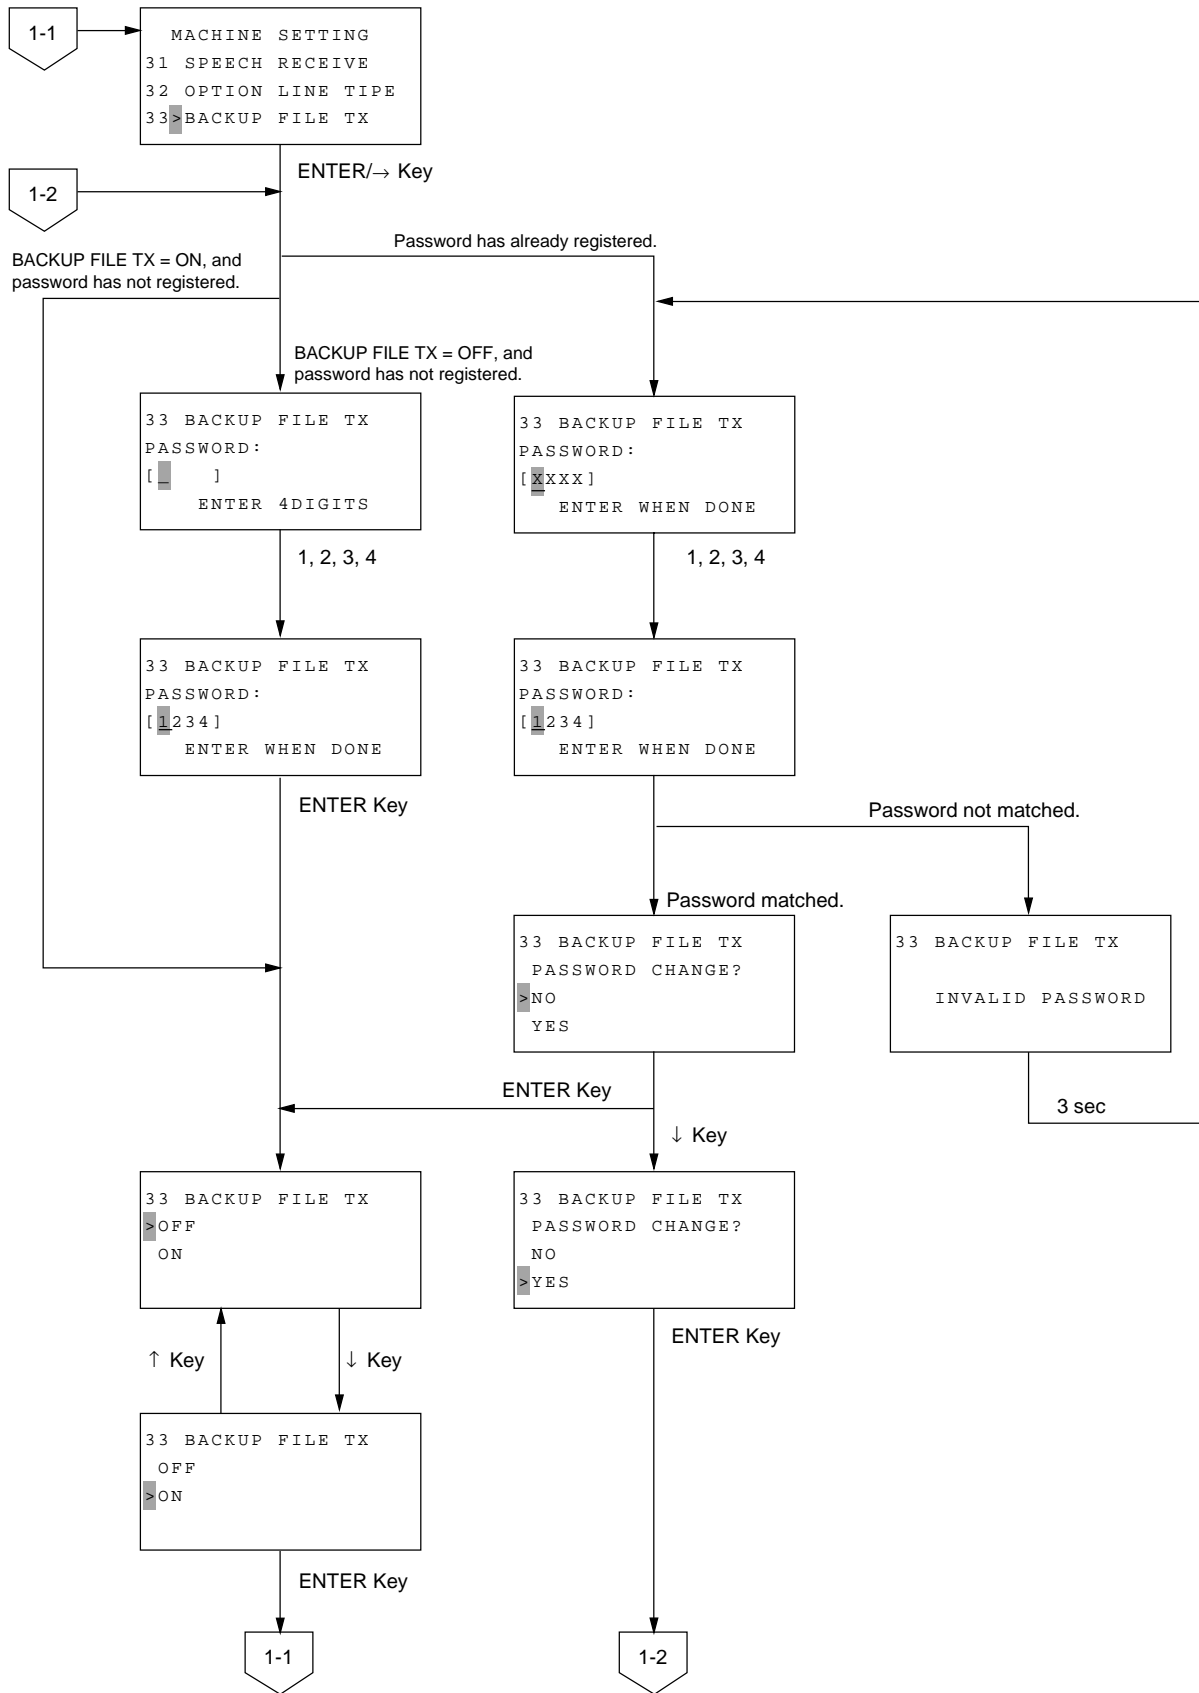 1-1
MACHINE SETTING
31 SPEECH RECEIVE
32 OPTION LINE TIPE
33>BACKUP FILE TX
ENTER/→ Key
1-2
Password has already registered.
BACKUP FILE TX = ON, and
password has not registered.
BACKUP FILE TX = OFF, and
password has not registered.
33 BACKUP FILE TX
PASSWORD:
[_   ]
ENTER 4DIGITS
33 BACKUP FILE TX
PASSWORD:
[XXXX]
ENTER WHEN DONE
1, 2, 3, 4
1, 2, 3, 4
33 BACKUP FILE TX
PASSWORD:
[1234]
ENTER WHEN DONE
33 BACKUP FILE TX
PASSWORD:
[1234]
ENTER WHEN DONE
ENTER Key
Password not matched.
Password matched.
33 BACKUP FILE TX
PASSWORD CHANGE?
>NO
YES
33 BACKUP FILE TX
INVALID PASSWORD
ENTER Key
3 sec
↓ Key
33 BACKUP FILE TX
>OFF
ON
33 BACKUP FILE TX
PASSWORD CHANGE?
NO
>YES
ENTER Key
↑ Key
↓ Key
33 BACKUP FILE TX
OFF
>ON
ENTER Key
1-1
1-2